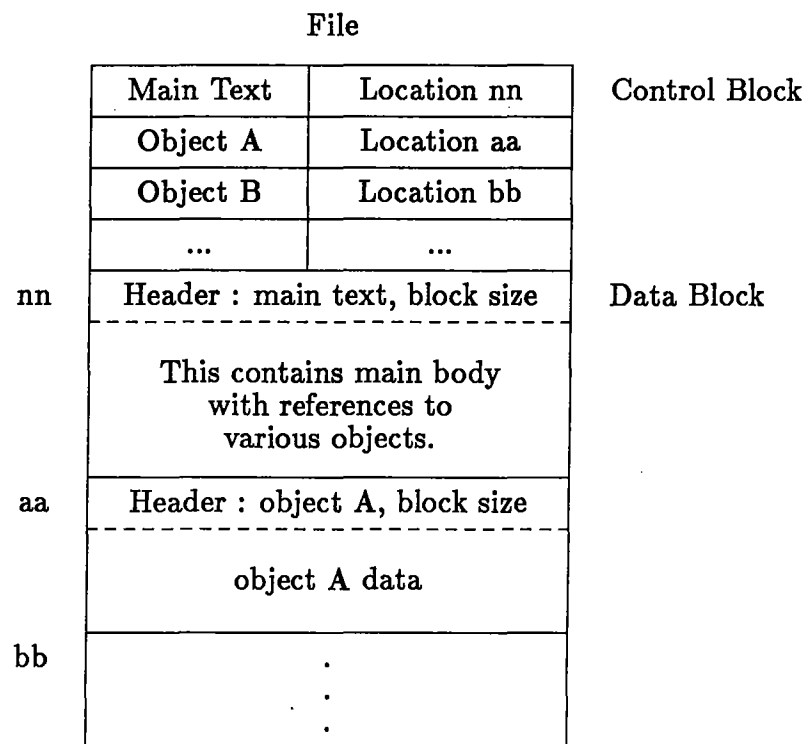 File
Main Text Location nn Control Block
Object A Location aa
Object B Location bb
... ...
nn Header : main text, block size Data Block
This contains main body
with references to
various objects.
aa Header : object A, block size
object A data
bb .
.
.